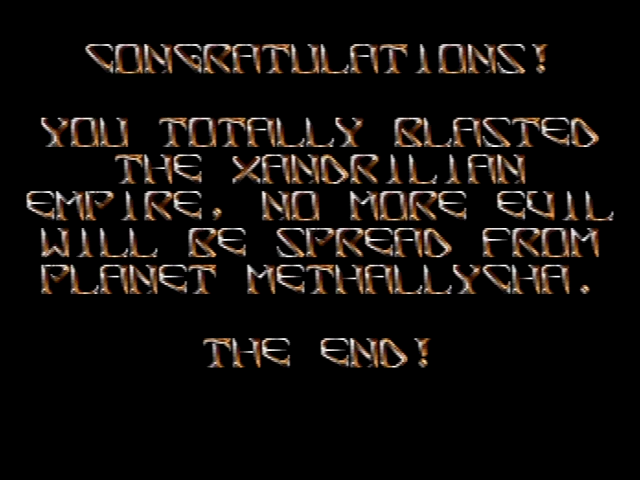 CONGRATULATIONS!
YOU TOTALLY BLASTED
THE XANDRILIAN
EMPIRE. NO MORE EVIL
WILL BE SPREAD FROM
PLANET METHALLYCHA.
THE END!